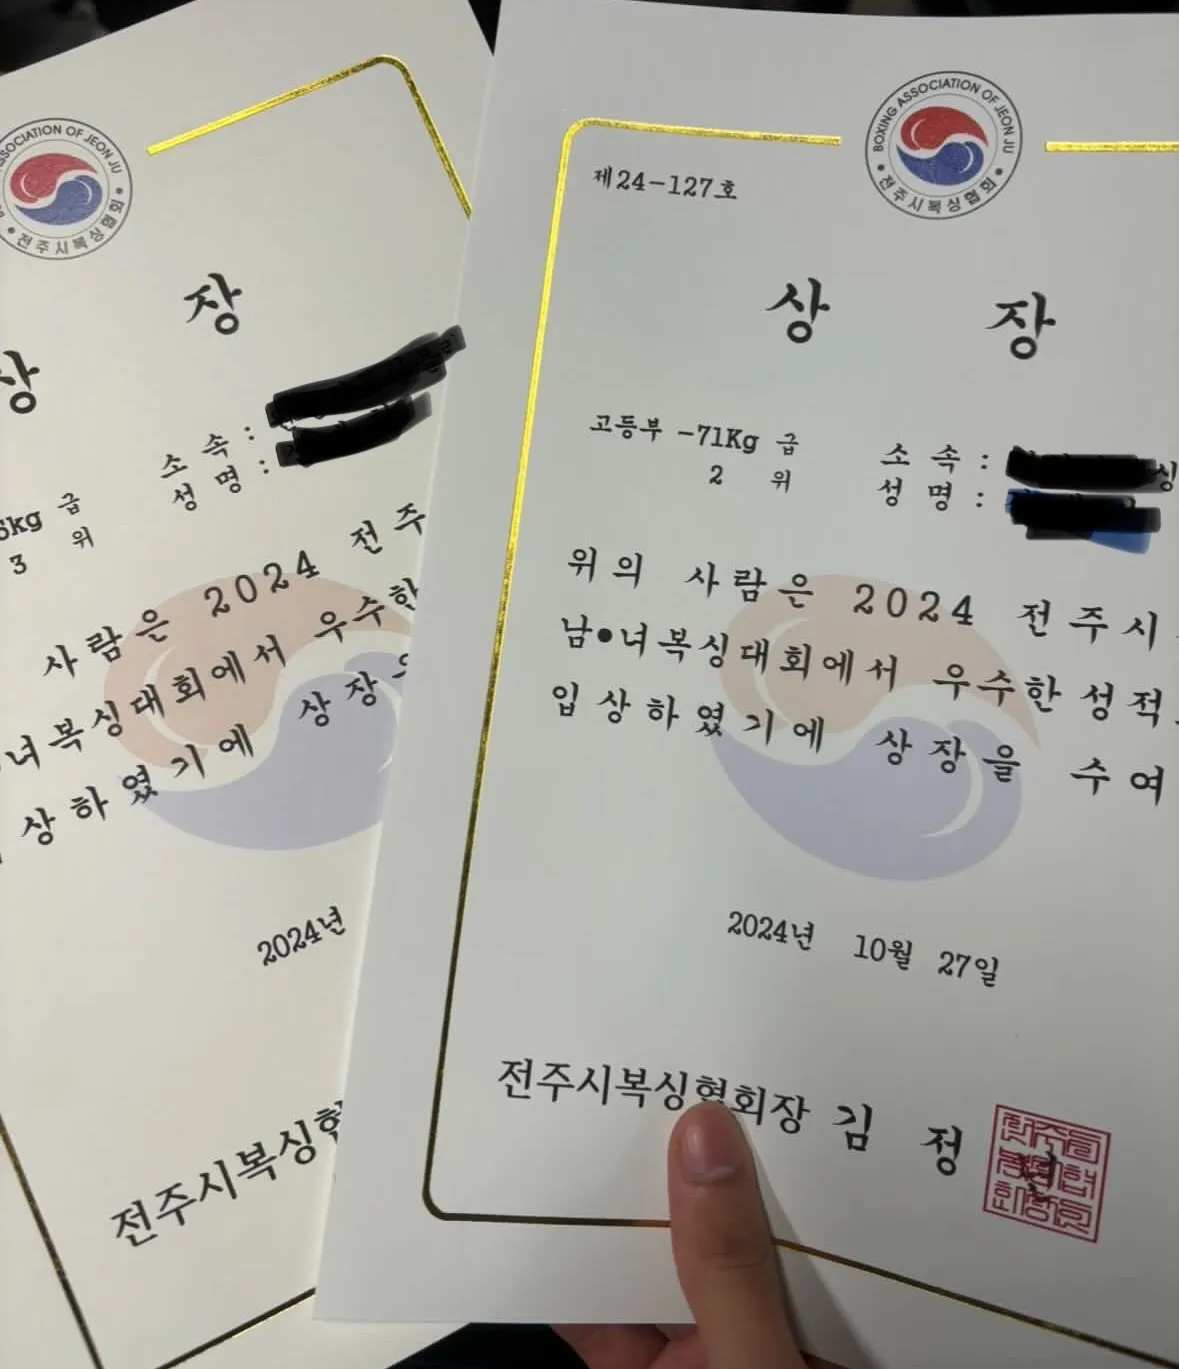 ASSOCIATION OF JEON JU
전주시복싱협회
상 장
소 속 :
성 명 :
kg 급
3 위
사람은 2024 전주
녀복싱대회에서 우수한
상하였기에 상장
2024년
전주시복싱협
BOXING ASSOCIATION OF JEON JU
전주시복싱협회
제24-127호
상 장
고등부 -71Kg 급
2 위
소 속 :
성 명 :
위의 사람은 2024 전주시
남•녀복싱대회에서 우수한 성적
입상하였기에 상장을 수여
2024년 10월 27일
전주시복싱협회장 김 정